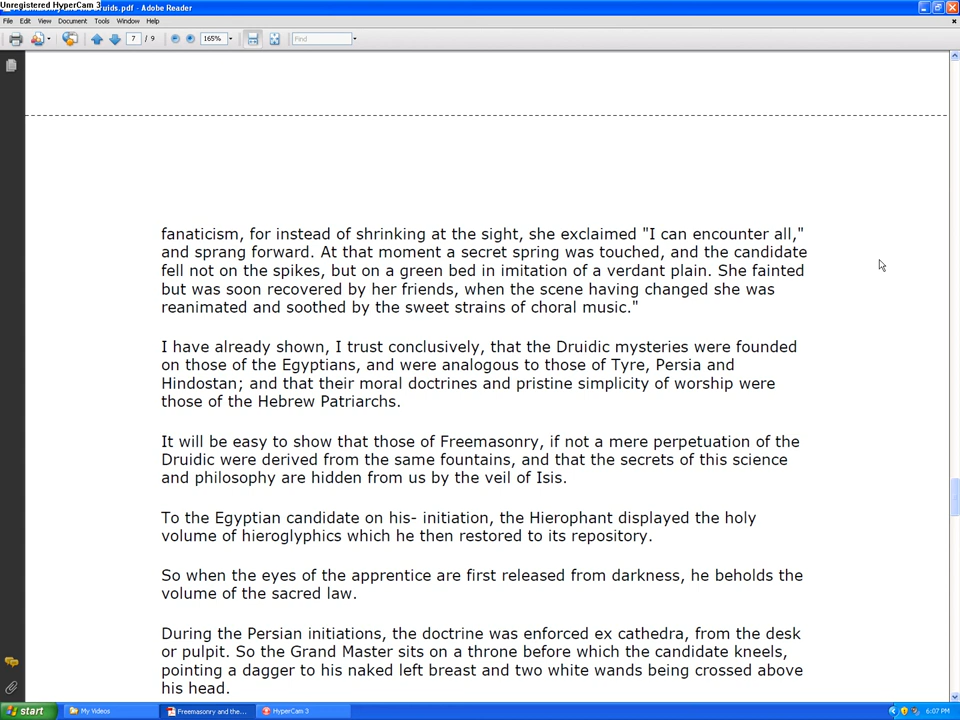 Unregistered HyperCam 3
uids.pdf - Adobe Reader
File Edit View Document Tools Window Help
7 / 9 165% Find
fanaticism, for instead of shrinking at the sight, she exclaimed "I can encounter all,"
and sprang forward. At that moment a secret spring was touched, and the candidate
fell not on the spikes, but on a green bed in imitation of a verdant plain. She fainted
but was soon recovered by her friends, when the scene having changed she was
reanimated and soothed by the sweet strains of choral music."
I have already shown, I trust conclusively, that the Druidic mysteries were founded
on those of the Egyptians, and were analogous to those of Tyre, Persia and
Hindostan; and that their moral doctrines and pristine simplicity of worship were
those of the Hebrew Patriarchs.
It will be easy to show that those of Freemasonry, if not a mere perpetuation of the
Druidic were derived from the same fountains, and that the secrets of this science
and philosophy are hidden from us by the veil of Isis.
To the Egyptian candidate on his- initiation, the Hierophant displayed the holy
volume of hieroglyphics which he then restored to its repository.
So when the eyes of the apprentice are first released from darkness, he beholds the
volume of the sacred law.
During the Persian initiations, the doctrine was enforced ex cathedra, from the desk
or pulpit. So the Grand Master sits on a throne before which the candidate kneels,
pointing a dagger to his naked left breast and two white wands being crossed above
his head.
start My Videos Freemasonry and the... HyperCam 3 6:07 PM